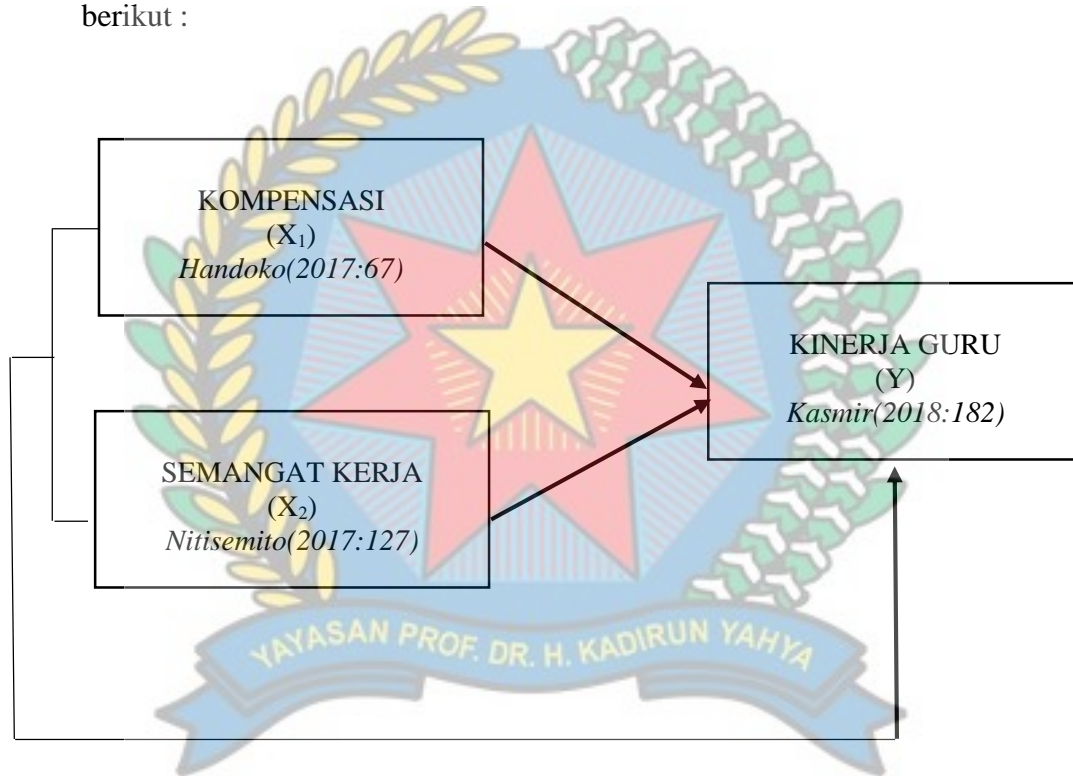 berikut :
KOMPENSASI
(X₁)
Handoko(2017:67)
KINERJA GURU
(Y)
Kasmir(2018:182)
SEMANGAT KERJA
(X₂)
Nitisemito(2017:127)
YAYASAN PROF. DR. H. KADIRUN YAHYA